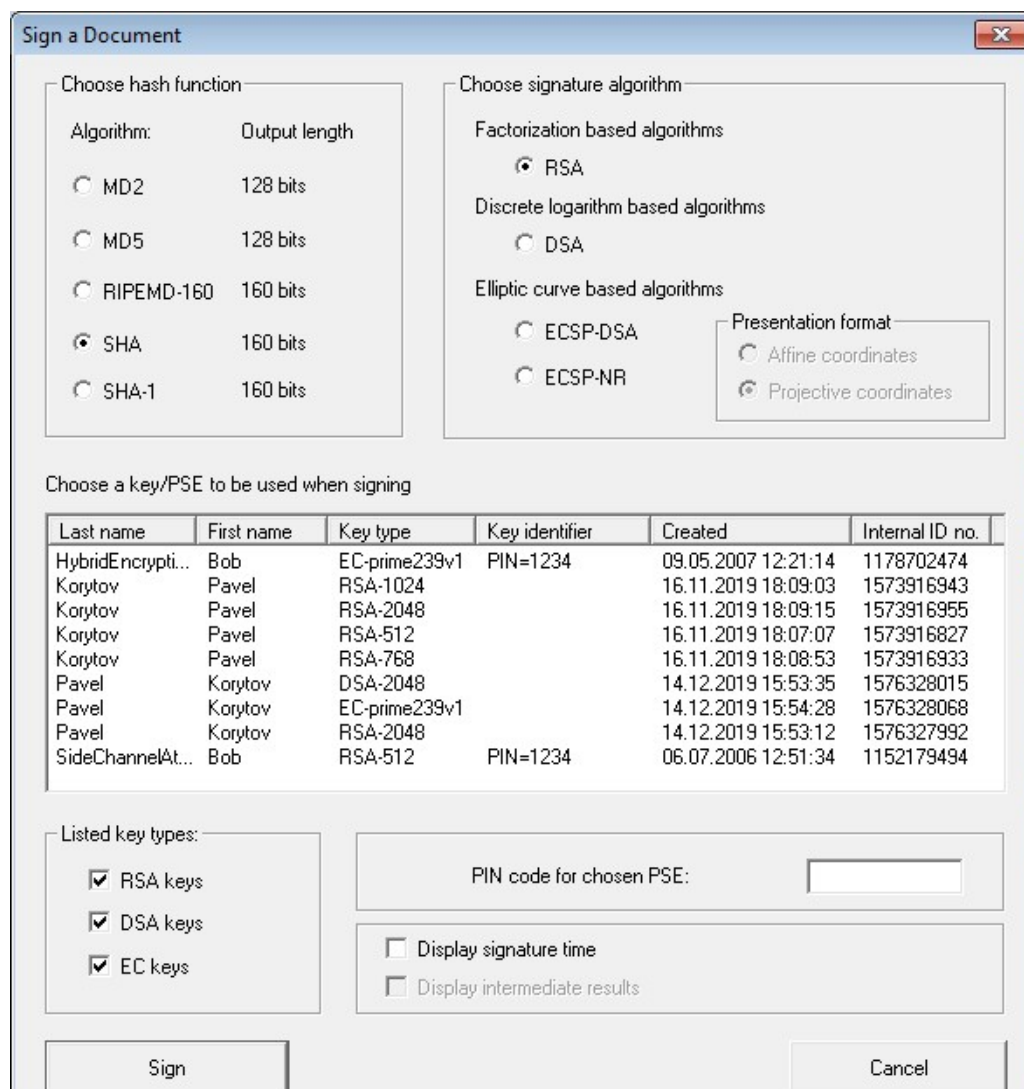 Sign a Document
Choose hash function
Algorithm: Output length
MD2 128 bits
MD5 128 bits
RIPEMD-160 160 bits
SHA 160 bits
SHA-1 160 bits
Choose signature algorithm
Factorization based algorithms
RSA
Discrete logarithm based algorithms
DSA
Elliptic curve based algorithms
ECSP-DSA
ECSP-NR
Presentation format
Affine coordinates
Projective coordinates
Choose a key/PSE to be used when signing
Last name First name Key type Key identifier Created Internal ID no.
HybridEncrypti... Bob EC-prime239v1 PIN=1234 09.05.2007 12:21:14 1178702474
Korytov Pavel RSA-1024 16.11.2019 18:09:03 1573916943
Korytov Pavel RSA-2048 16.11.2019 18:09:15 1573916955
Korytov Pavel RSA-512 16.11.2019 18:07:07 1573916827
Korytov Pavel RSA-768 16.11.2019 18:08:53 1573916933
Pavel Korytov DSA-2048 14.12.2019 15:53:35 1576328015
Pavel Korytov EC-prime239v1 14.12.2019 15:54:28 1576328068
Pavel Korytov RSA-2048 14.12.2019 15:53:12 1576327992
SideChannelAt... Bob RSA-512 PIN=1234 06.07.2006 12:51:34 1152179494
Listed key types:
RSA keys
DSA keys
EC keys
PIN code for chosen PSE:
Display signature time
Display intermediate results
Sign Cancel